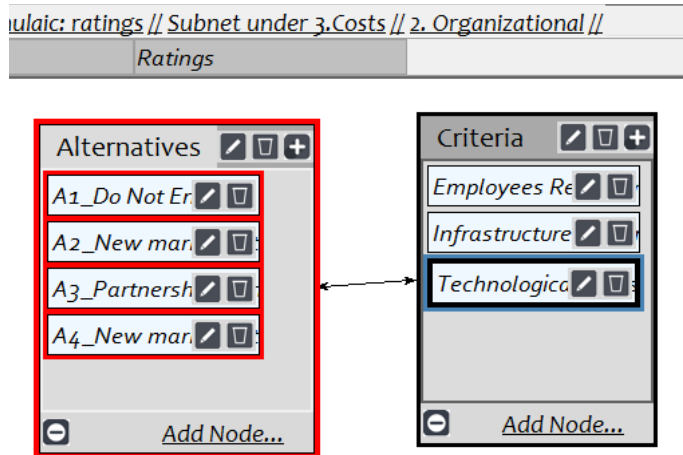 ulaic: ratings // Subnet under 3.Costs // 2. Organizational //
Ratings
Alternatives
A1_Do Not En
A2_New mar
A3_Partnersh
A4_New mar
Add Node...
Criteria
Employees Re
Infrastructure
Technologica
Add Node...